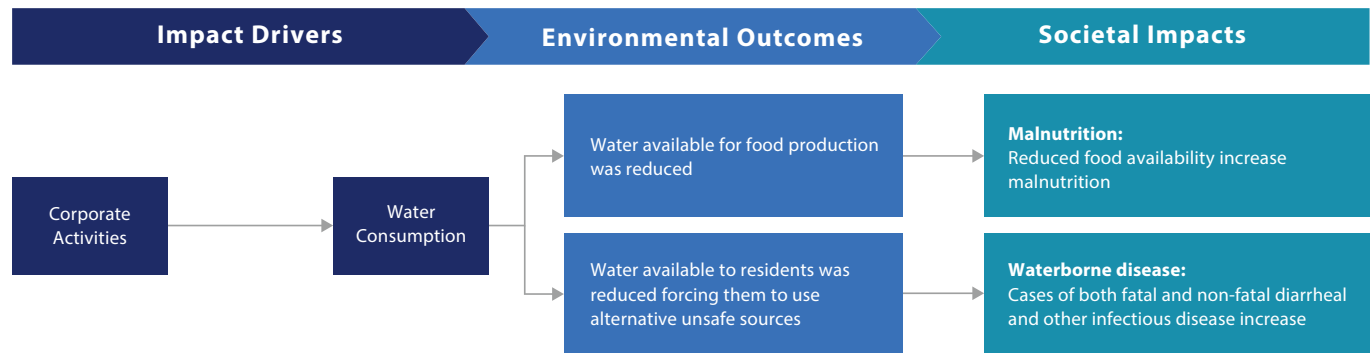 Impact Drivers
Environmental Outcomes
Societal Impacts
Corporate
Activities
Water
Consumption
Water available for food production
was reduced
Malnutrition:
Reduced food availability increase
malnutrition
Water available to residents was
reduced forcing them to use
alternative unsafe sources
Waterborne disease:
Cases of both fatal and non-fatal diarrheal
and other infectious disease increase